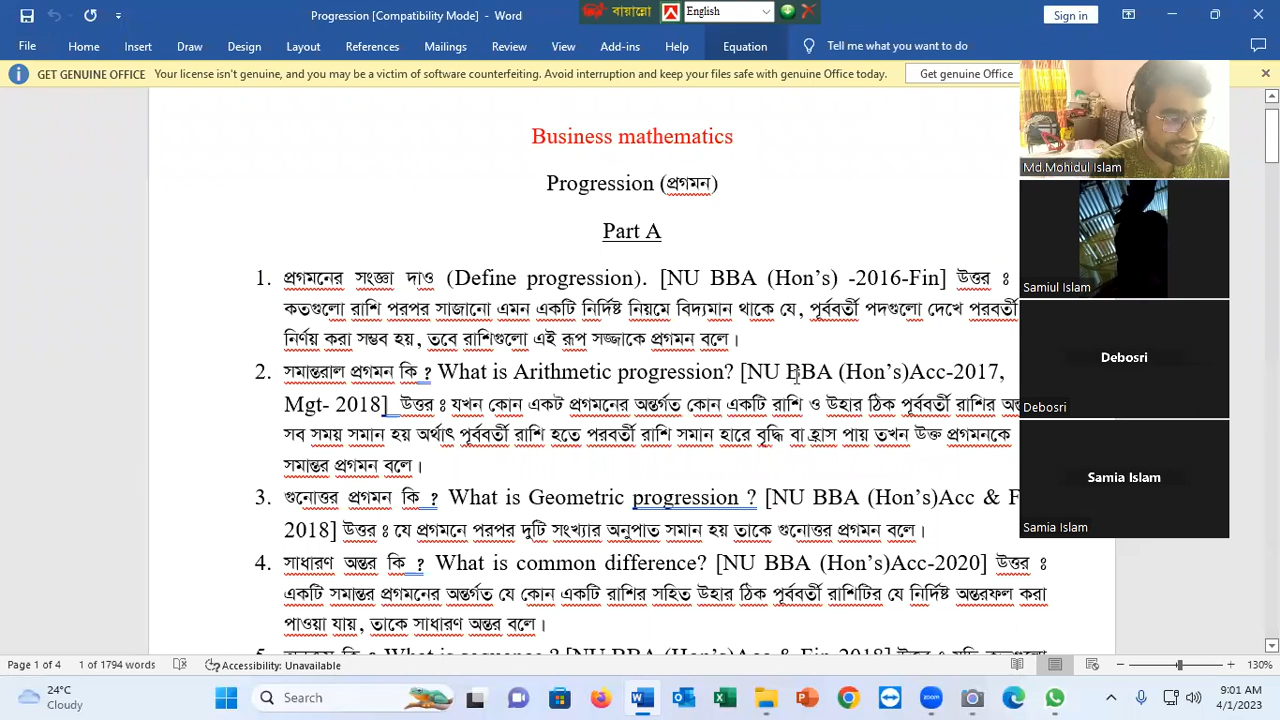 Progression [Compatibility Mode] - Word
বায়ান্নো
English
Sign in
File Home Insert Draw Design Layout References Mailings Review View Add-ins Help Equation Tell me what you want to do
GET GENUINE OFFICE Your license isn't genuine, and you may be a victim of software counterfeiting. Avoid interruption and keep your files safe with genuine Office today. Get genuine Office
Business mathematics
Progression (প্রগমন)
Part A
1. প্রগমনের সংজ্ঞা দাও (Define progression). [NU BBA (Hon's) -2016-Fin] উত্তর ঃ
কতগুলো রাশি পরপর সাজানো এমন একটি নির্দিষ্ট নিয়মে বিদ্যমান থাকে যে, পূর্ববর্তী পদগুলো দেখে পরবর্তী
নির্ণয় করা সম্ভব হয়, তবে রাশিগুলো এই রূপ সজ্জাকে প্রগমন বলে।
2. সমান্তরাল প্রগমন কি ? What is Arithmetic progression? [NU BBA (Hon's)Acc-2017,
Mgt- 2018] উত্তর ঃ যখন কোন একট প্রগমনের অন্তর্গত কোন একটি রাশি ও উহার ঠিক পূর্ববর্তী রাশির
সব সময় সমান হয় অর্থাৎ পূর্ববর্তী রাশি হতে পরবর্তী রাশি সমান হারে বৃদ্ধি বা হ্রাস পায় তখন উক্ত প্রগমনকে
সমান্তর প্রগমন বলে।
3. গুনোত্তর প্রগমন কি ? What is Geometric progression ? [NU BBA (Hon's)Acc & F
2018] উত্তর ঃ যে প্রগমনে পরপর দুটি সংখ্যার অনুপাত সমান হয় তাকে গুনোত্তর প্রগমন বলে।
4. সাধারণ অন্তর কি ? What is common difference? [NU BBA (Hon's)Acc-2020] উত্তর ঃ
একটি সমান্তর প্রগমনের অন্তর্গত যে কোন একটি রাশির সহিত উহার ঠিক পূর্ববর্তী রাশিটির যে নির্দিষ্ট অন্তরফল করা
পাওয়া যায়, তাকে সাধারণ অন্তর বলে।
Md.Mohidul Islam
Samiul Islam
Debosri
Debosri
Samia Islam
Samia Islam
Page 1 of 4 1 of 1794 words Accessibility: Unavailable 130%
24°C
Cloudy
Search
zoom
9:01 AM
4/1/2023